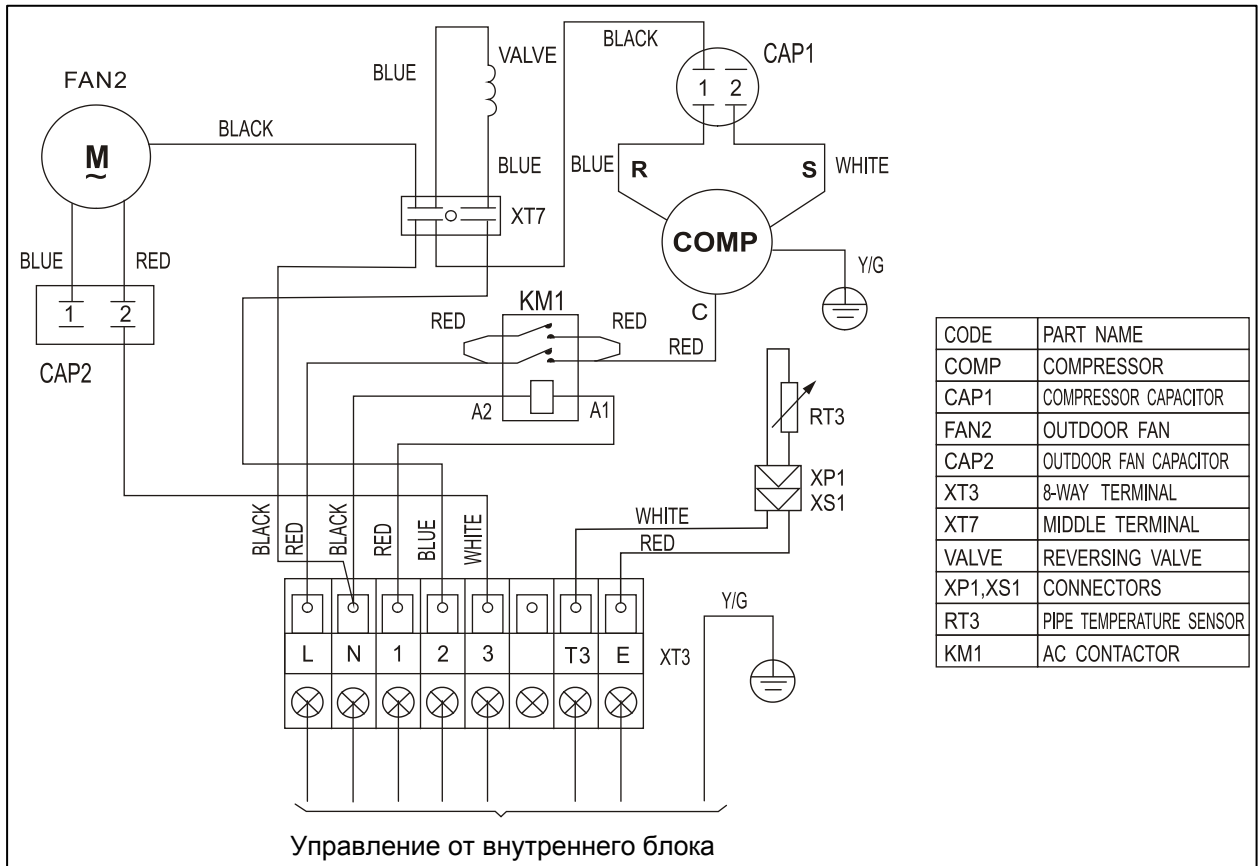 BLACK
CAP1
VALVE
BLUE
FAN2
1 2
BLACK
M
~
BLUE
BLUE
R
S
WHITE
XT7
COMP
BLUE
RED
Y/G
1 2
KM1
C
RED
RED
RED
CAP2
A2
A1
RT3
XP1
XS1
WHITE
RED
BLACK
RED
BLACK
RED
BLUE
WHITE
Y/G
L N 1 2 3 T3 E
XT3
Управление от внутреннего блока
CODE PART NAME
COMP COMPRESSOR
CAP1 COMPRESSOR CAPACITOR
FAN2 OUTDOOR FAN
CAP2 OUTDOOR FAN CAPACITOR
XT3 8-WAY TERMINAL
XT7 MIDDLE TERMINAL
VALVE REVERSING VALVE
XP1,XS1 CONNECTORS
RT3 PIPE TEMPERATURE SENSOR
KM1 AC CONTACTOR